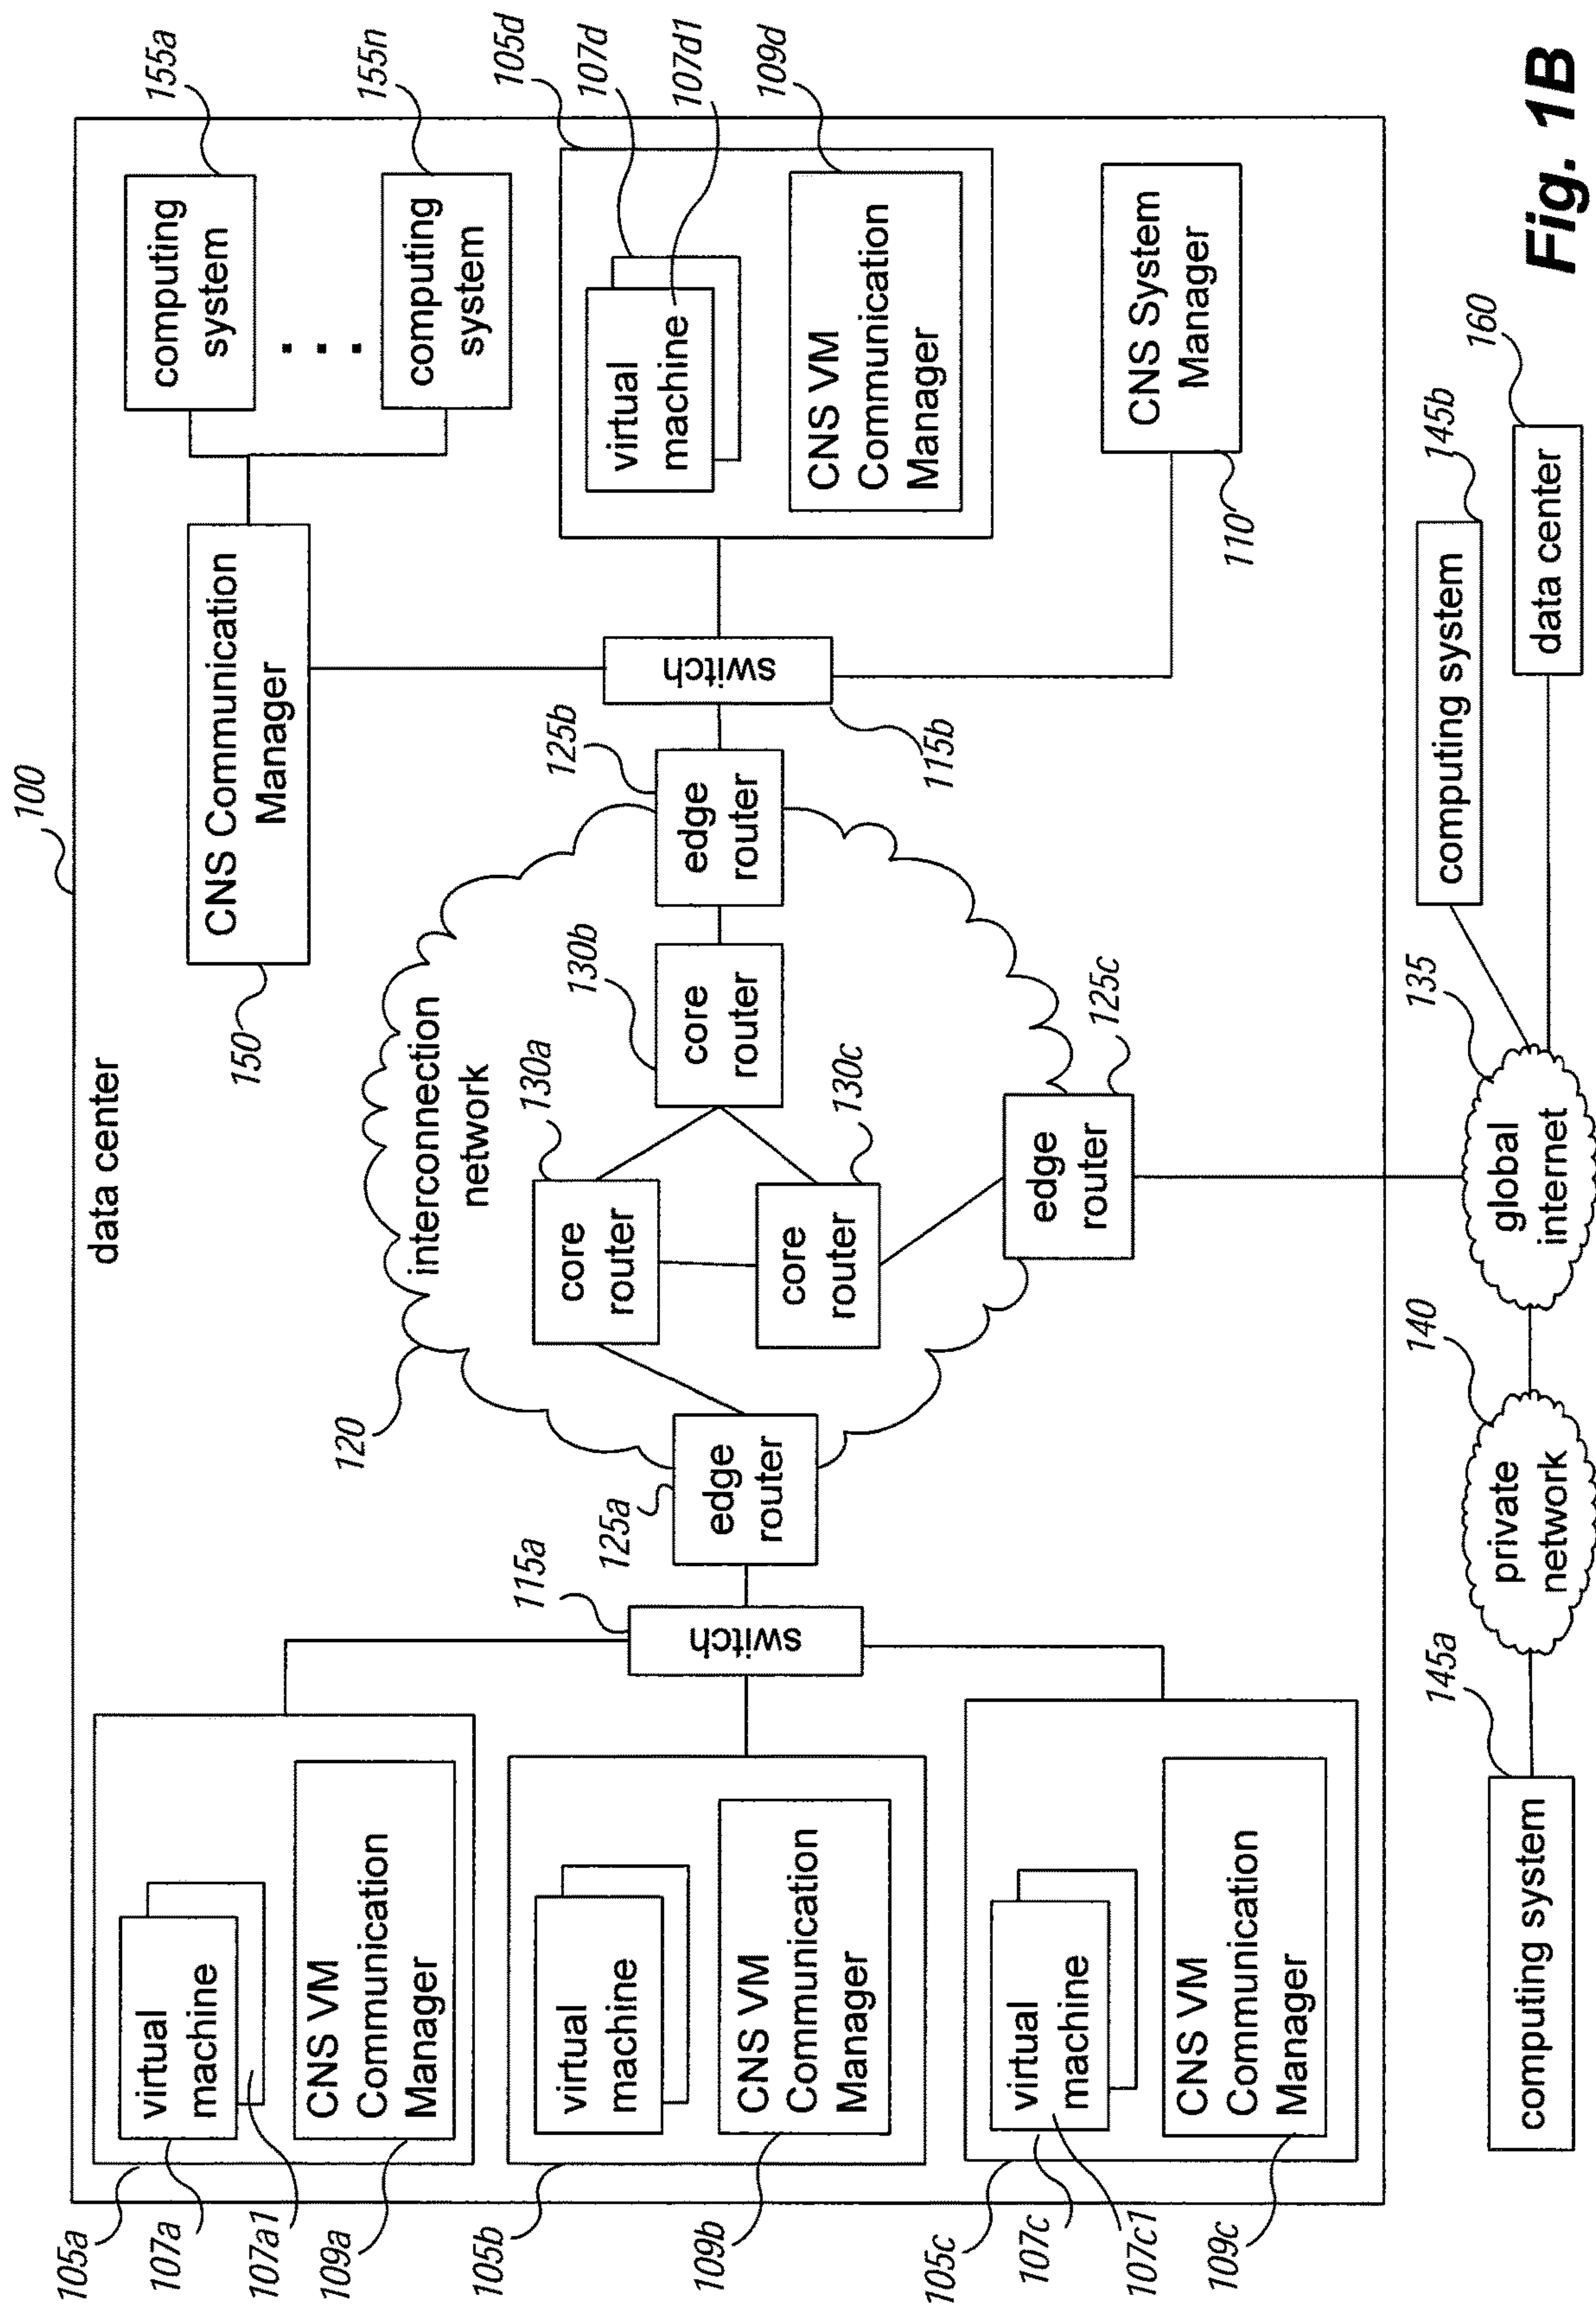 100
data center
105a
107a
107a1
virtual
machine
109a
CNS VM
Communication
Manager
105b
virtual
machine
109b
CNS VM
Communication
Manager
105c
107c
107c1
virtual
machine
109c
CNS VM
Communication
Manager
115a
switch
125a
edge
router
120
interconnection
network
130a
core
router
130b
core
router
130c
core
router
125b
edge
router
125c
edge
router
115b
switch
150
CNS Communication
Manager
155a
computing
system
. . .
155n
computing
system
105d
107d
107d1
virtual
machine
109d
CNS VM
Communication
Manager
110
CNS System
Manager
145a
computing system
140
private
network
135
global
internet
145b
computing system
160
data center
Fig. 1B